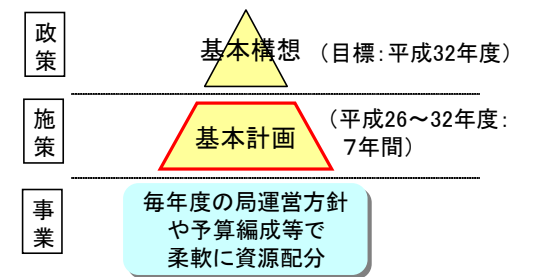 政策
基本構想
（目標：平成32年度）
施策
基本計画
（平成26～32年度：
7年間）
事業
毎年度の局運営方針
や予算編成等で
柔軟に資源配分